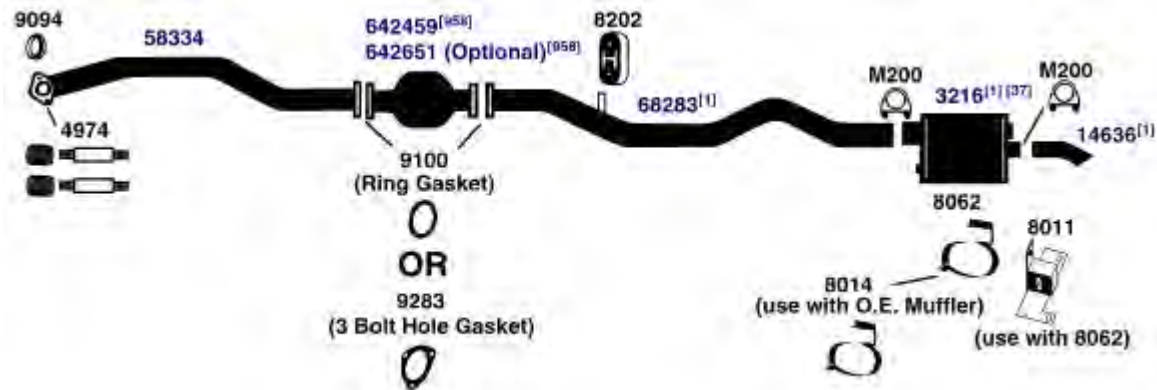 9094
58334
642459[958]
642651 (Optional)[958]
8202
68283[1]
M200
3216[1] [37]
M200
14636[1]
4974
9100
(Ring Gasket)
OR
9283
(3 Bolt Hole Gasket)
8062
8011
8014
(use with O.E. Muffler)
(use with 8062)